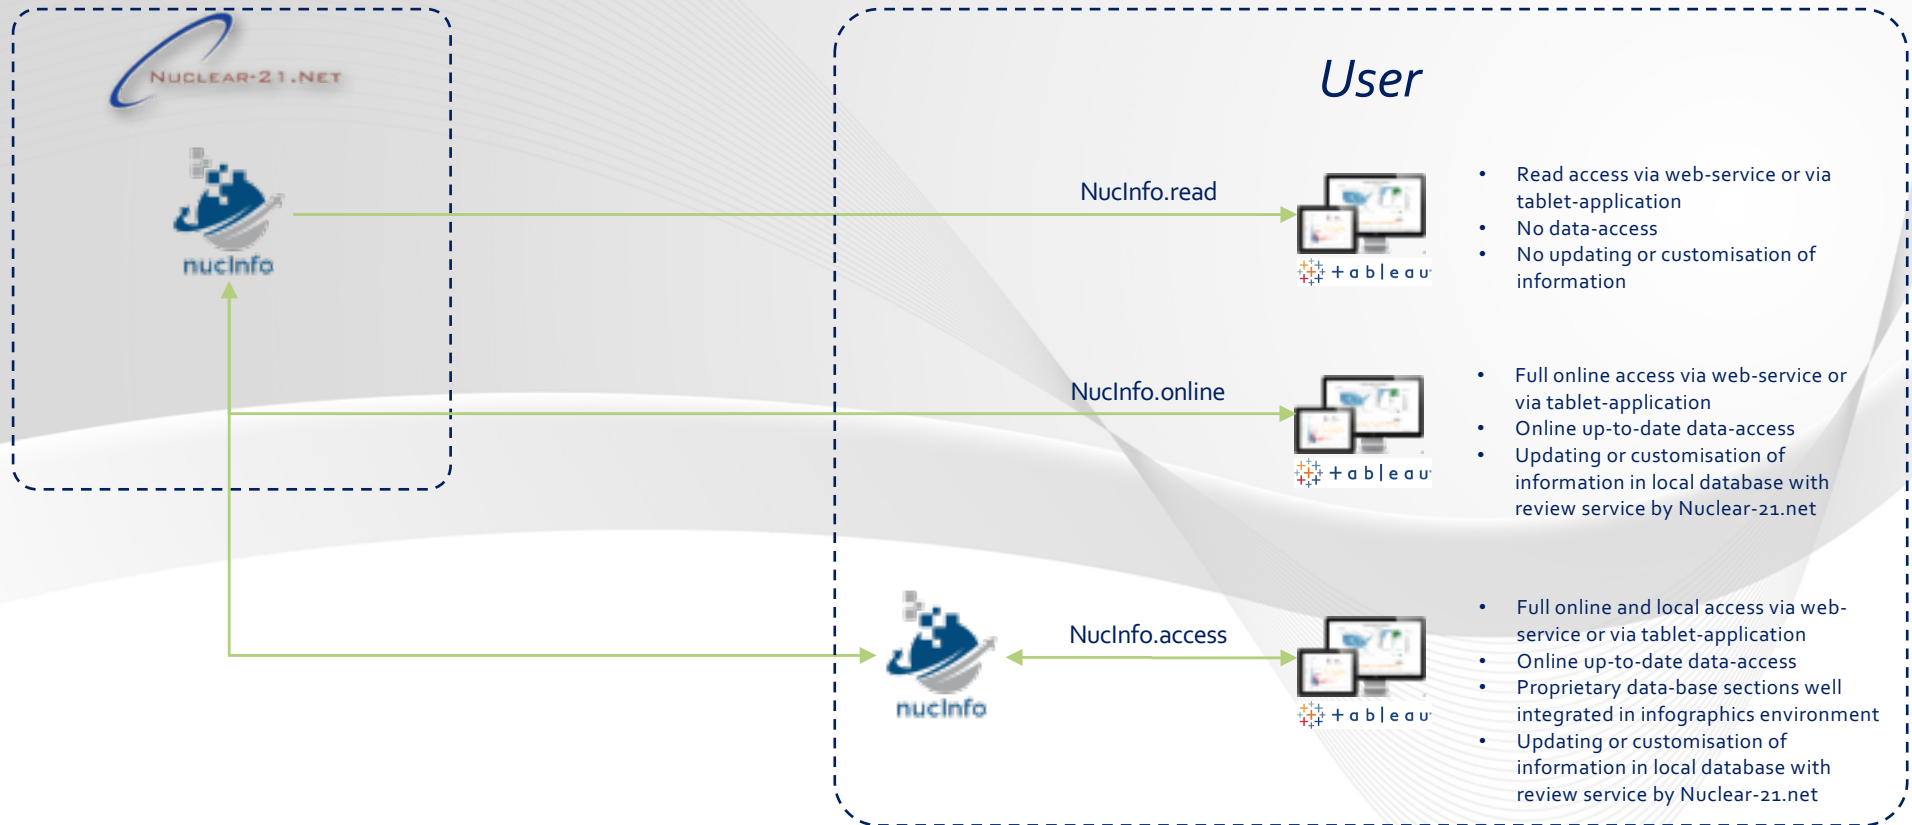 NUCLEAR-21.NET
User
nucInfo
NucInfo.read
+ a b | e a u
• Read access via web-service or via
tablet-application
• No data-access
• No updating or customisation of
information
NucInfo.online
+ a b | e a u
• Full online access via web-service or
via tablet-application
• Online up-to-date data-access
• Updating or customisation of
information in local database with
review service by Nuclear-21.net
nucInfo
NucInfo.access
+ a b | e a u
• Full online and local access via web-
service or via tablet-application
• Online up-to-date data-access
• Proprietary data-base sections well
integrated in infographics environment
• Updating or customisation of
information in local database with
review service by Nuclear-21.net